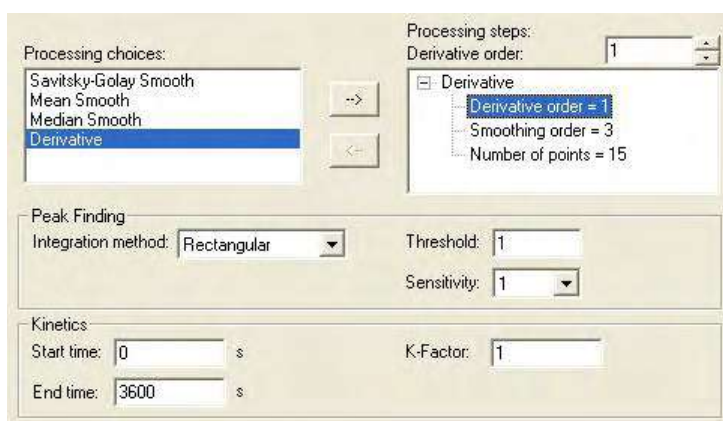 Processing choices:
Savitsky-Golay Smooth
Mean Smooth
Median Smooth
Derivative
-->
<--
Processing steps:
Derivative order: 1
Derivative
Derivative order = 1
Smoothing order = 3
Number of points = 15
Peak Finding
Integration method: Rectangular
Threshold: 1
Sensitivity: 1
Kinetics
Start time: 0 s
K-Factor: 1
End time: 3600 s